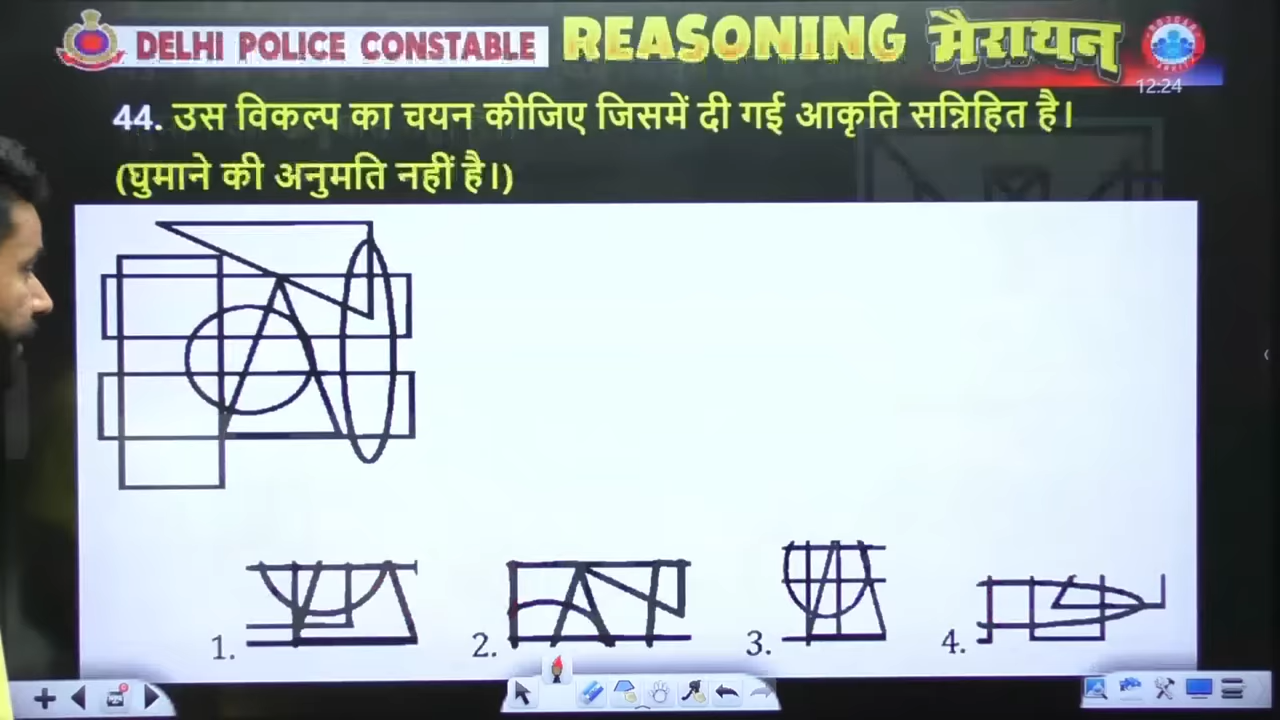 DELHI POLICE CONSTABLE REASONING मैराथन
12:24
44. उस विकल्प का चयन कीजिए जिसमें दी गई आकृति सन्निहित है।
(घुमाने की अनुमति नहीं है।)
1. 2. 3. 4.